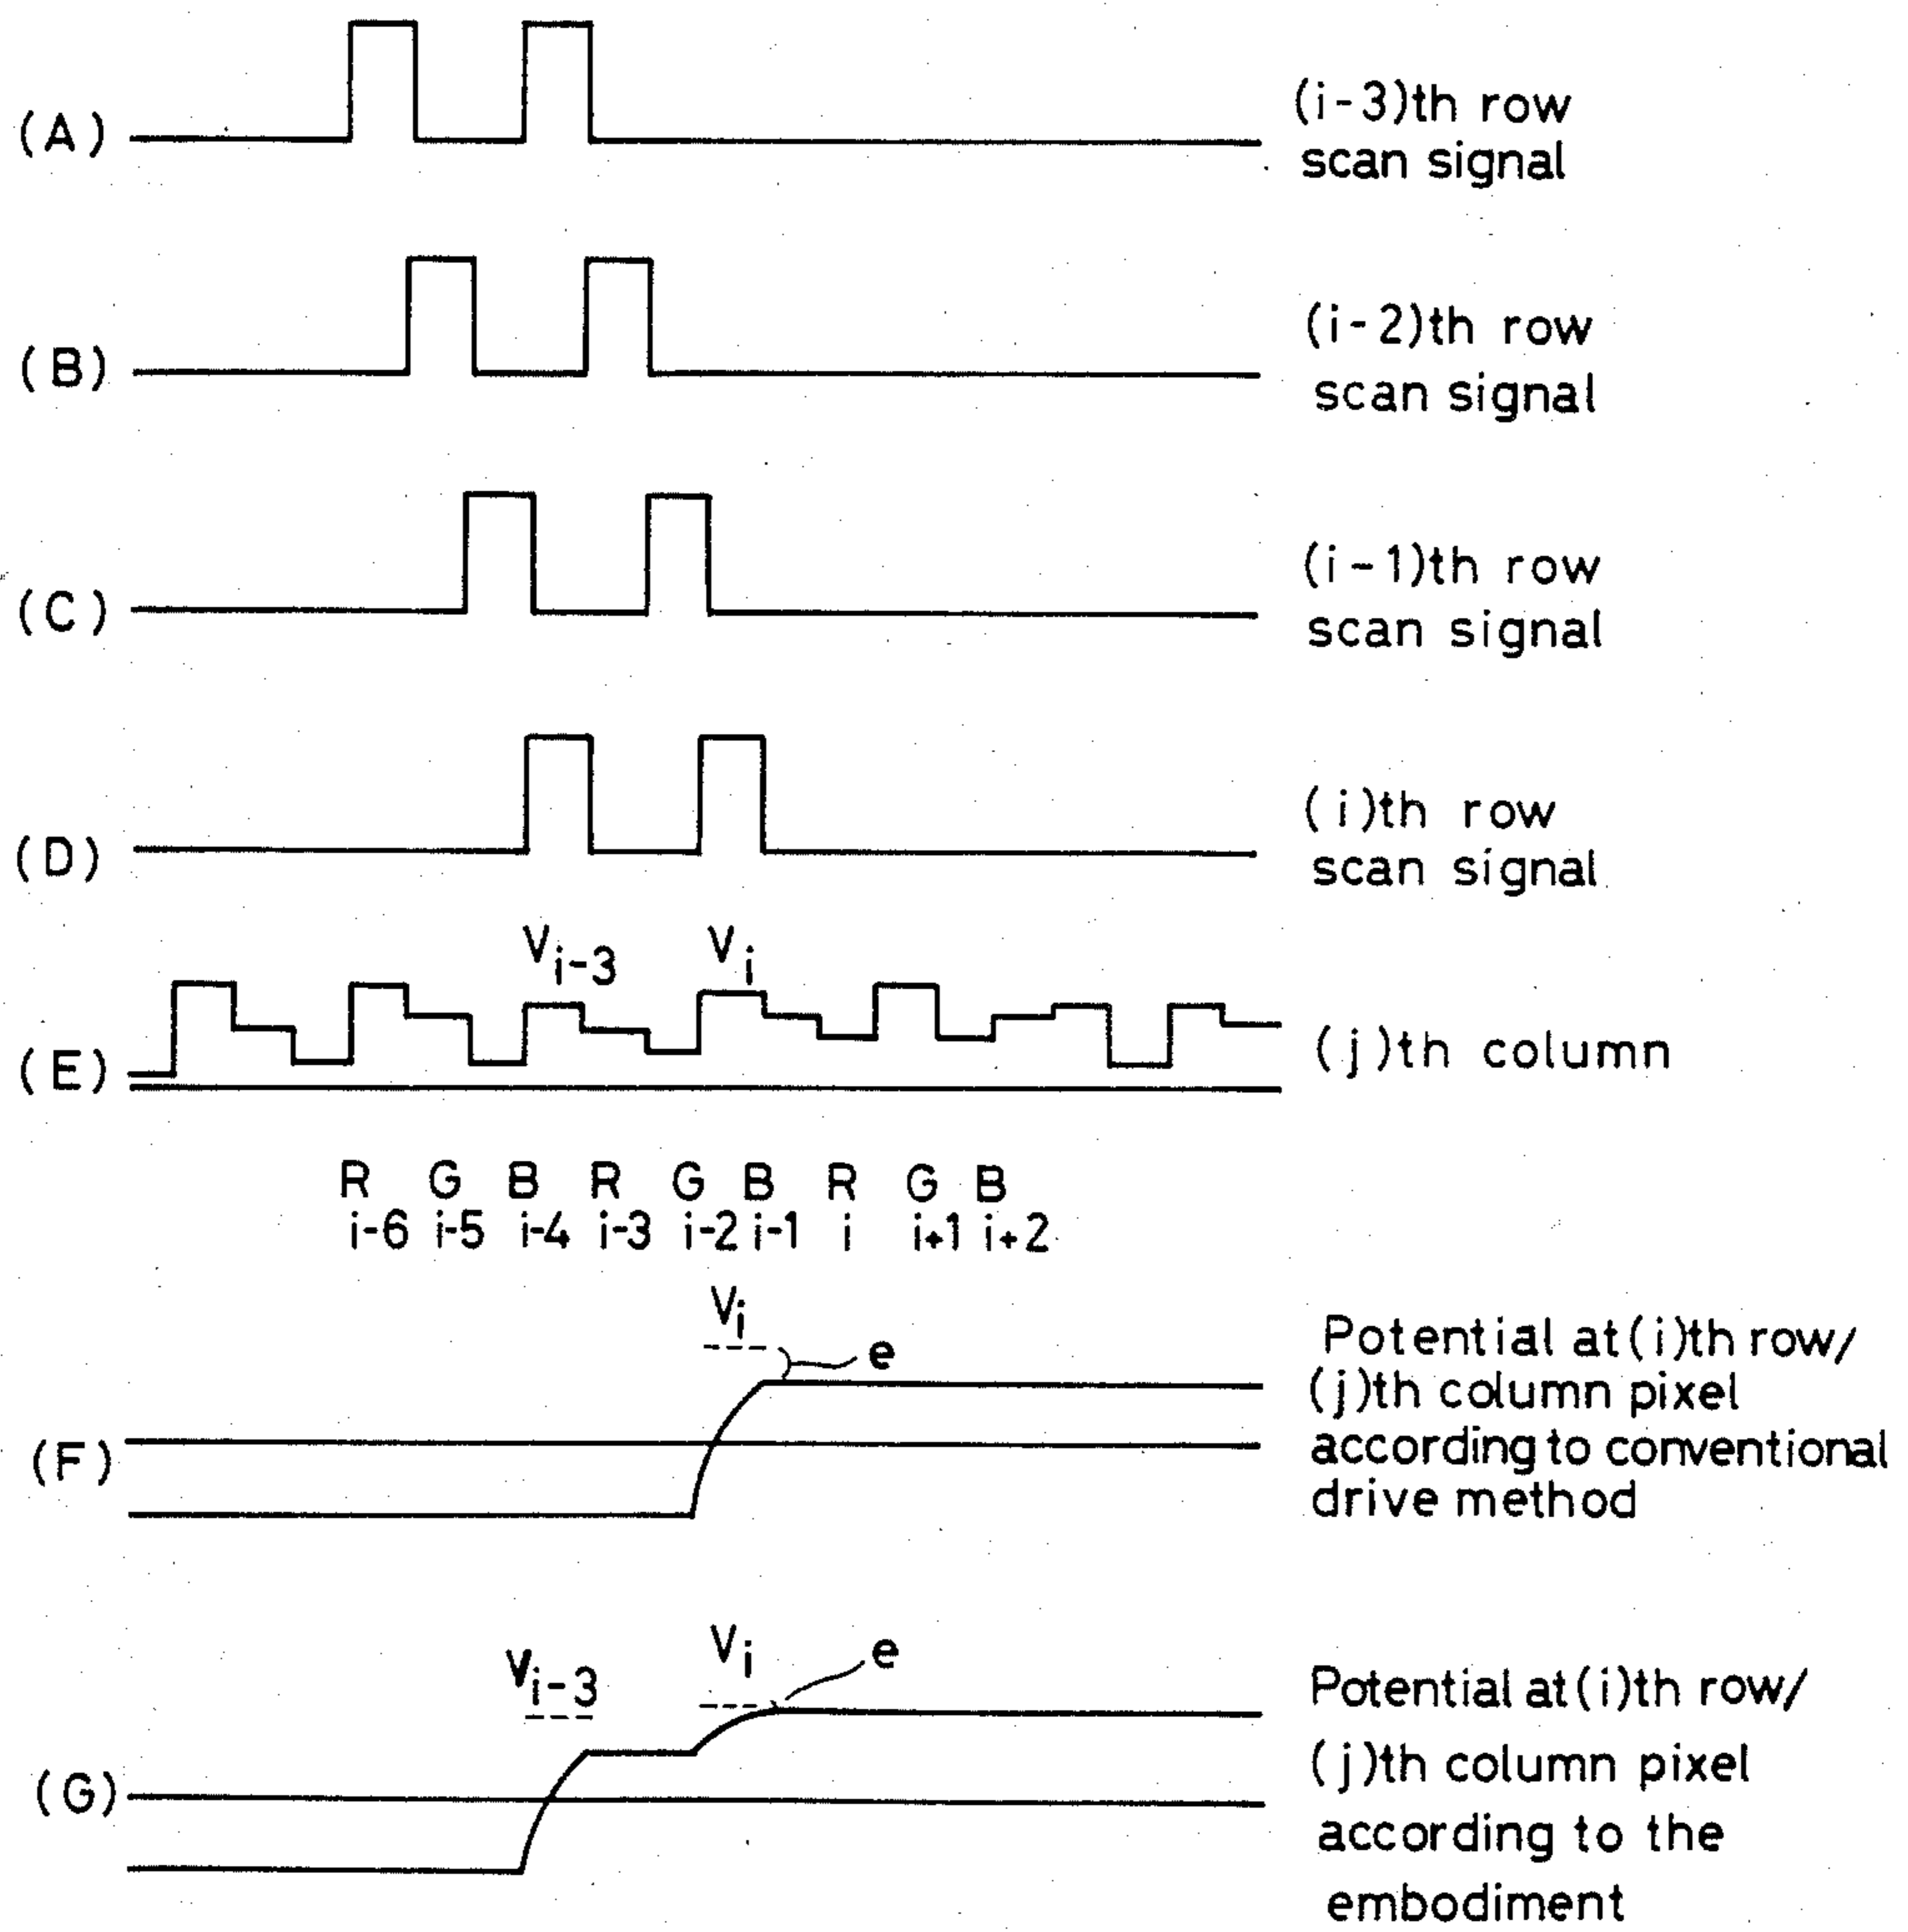 (A)
(i-3)th row
scan signal
(B)
(i-2)th row
scan signal
(C)
(i-1)th row
scan signal
(D)
(i)th row
scan signal
Vi-3 Vi
(E)
(j)th column
R G B R G B R G B
i-6 i-5 i-4 i-3 i-2 i-1 i i+1 i+2
Vi
e
(F)
Potential at (i)th row/
(j)th column pixel
according to conventional
drive method
Vi-3 Vi e
(G)
Potential at (i)th row/
(j)th column pixel
according to the
embodiment